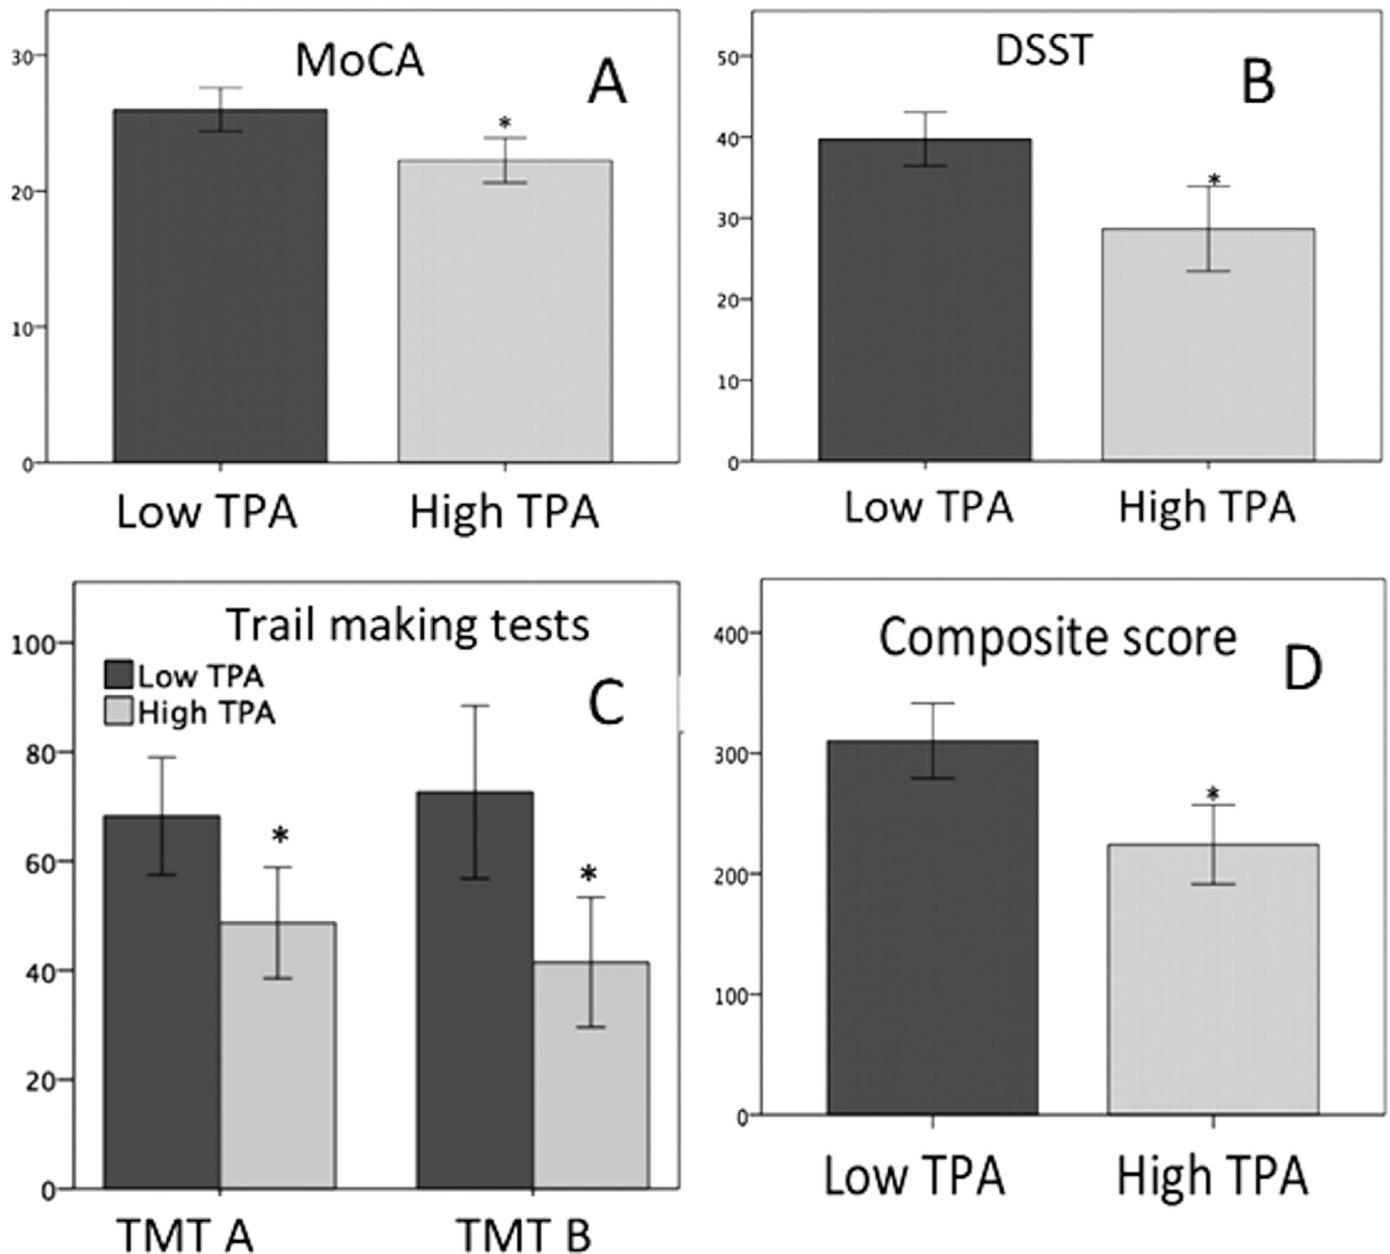 MoCA
A
30
20
10
0
*
Low TPA
High TPA
DSST
B
50
40
30
20
10
0
*
Low TPA
High TPA
Trail making tests
C
Low TPA
High TPA
100
80
60
40
20
0
*
*
TMT A
TMT B
Composite score
D
400
300
200
100
0
*
Low TPA
High TPA